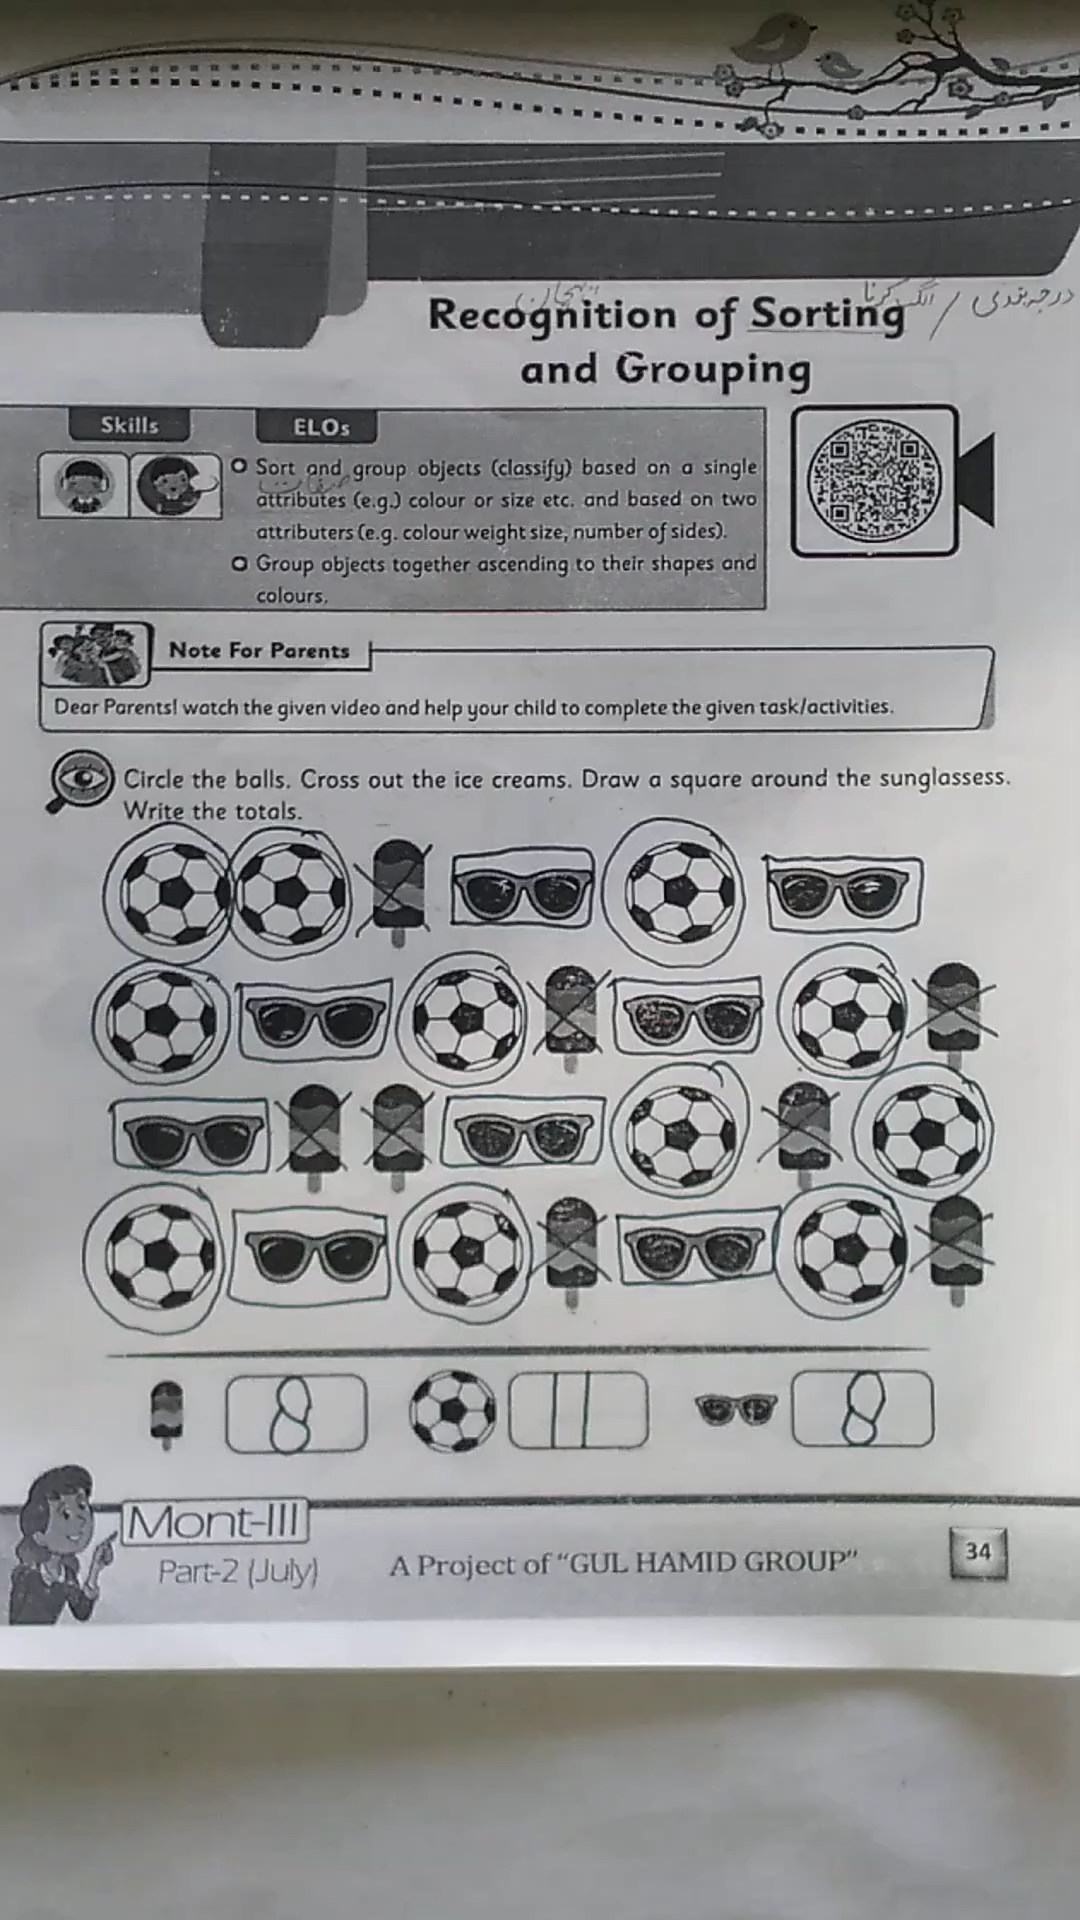 پہچان
الگ کرنا / درجہ بندی
Recognition of Sorting
and Grouping
Skills
ELOs
Sort and group objects (classify) based on a single
صفات
attributes (e.g.) colour or size etc. and based on two
attributers (e.g. colour weight size, number of sides).
Group objects together ascending to their shapes and
colours.
Note For Parents
Dear Parents! watch the given video and help your child to complete the given task/activities.
Circle the balls. Cross out the ice creams. Draw a square around the sunglassess.
Write the totals.
8 11 8
Mont-III
Part-2 (July)
A Project of "GUL HAMID GROUP"
34